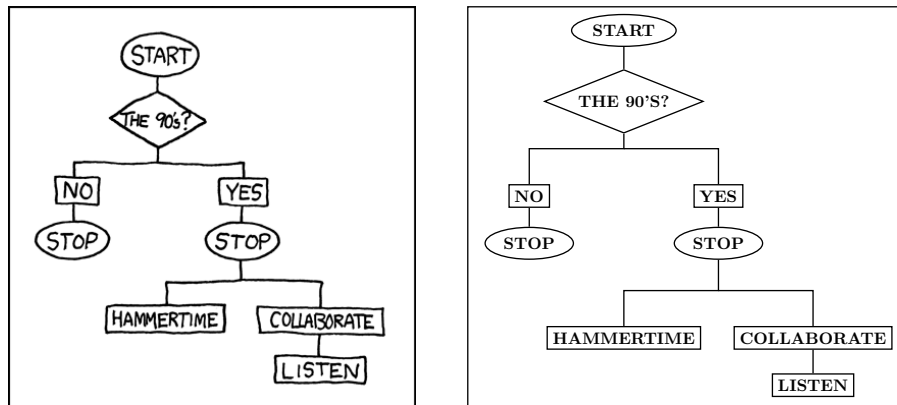 START
THE 90's?
NO
YES
STOP
STOP
HAMMERTIME
COLLABORATE
LISTEN
START
THE 90'S?
NO
YES
STOP
STOP
HAMMERTIME
COLLABORATE
LISTEN